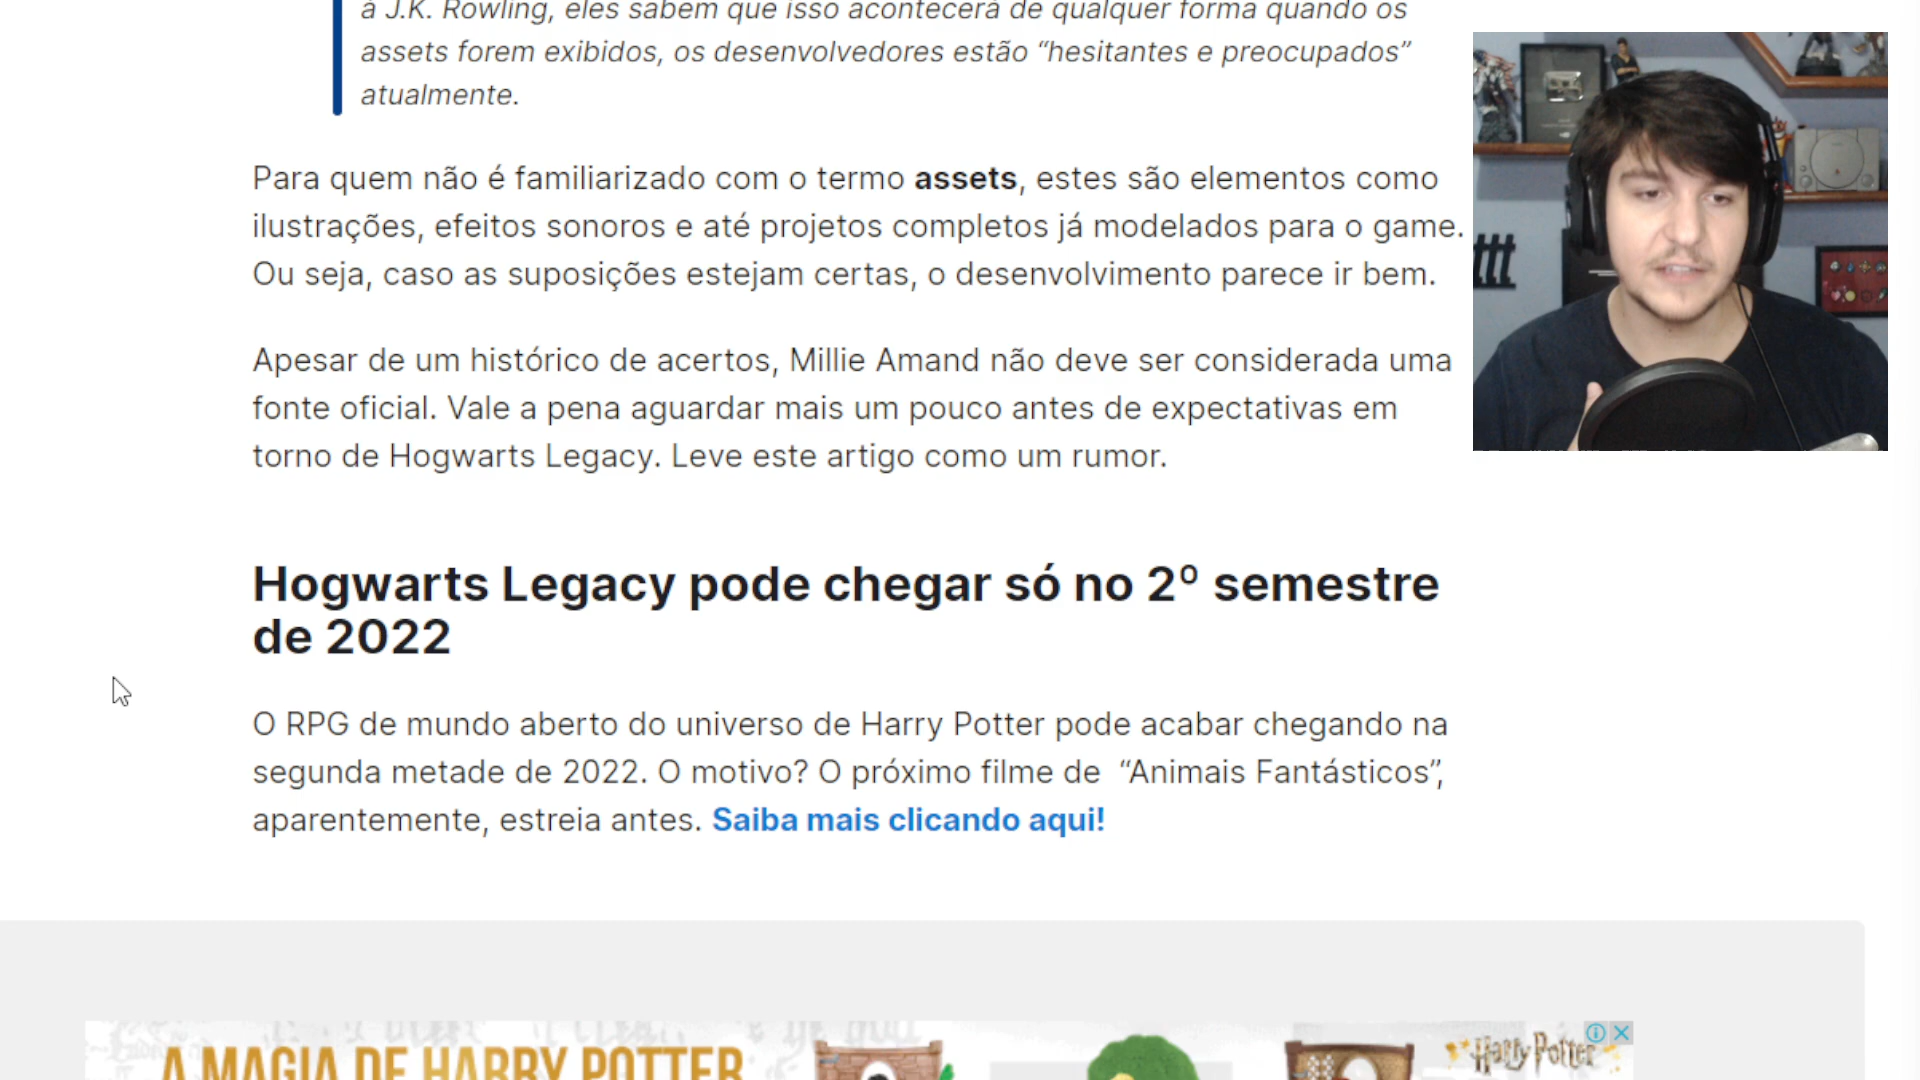 à J.K. Rowling, eles sabem que isso acontecerá de qualquer forma quando os
assets forem exibidos, os desenvolvedores estão “hesitantes e preocupados”
atualmente.
Para quem não é familiarizado com o termo assets, estes são elementos como
ilustrações, efeitos sonoros e até projetos completos já modelados para o game.
Ou seja, caso as suposições estejam certas, o desenvolvimento parece ir bem.
Apesar de um histórico de acertos, Millie Amand não deve ser considerada uma
fonte oficial. Vale a pena aguardar mais um pouco antes de expectativas em
torno de Hogwarts Legacy. Leve este artigo como um rumor.
Hogwarts Legacy pode chegar só no 2º semestre
de 2022
O RPG de mundo aberto do universo de Harry Potter pode acabar chegando na
segunda metade de 2022. O motivo? O próximo filme de “Animais Fantásticos”,
aparentemente, estreia antes. Saiba mais clicando aqui!
A MAGIA DE HARRY POTTER
Harry Potter